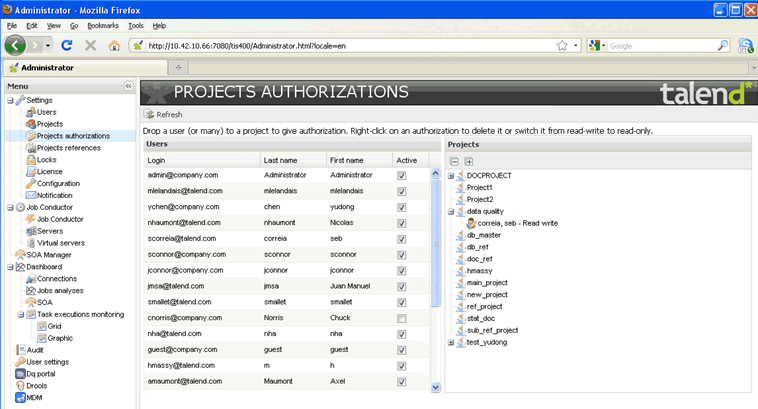 Administrator - Mozilla Firefox
File Edit View Go Bookmarks Tools Help
http://10.42.10.66:7080/tis400/Administrator.html?locale=en
Google
Administrator
Menu
Settings
Users
Projects
Projects authorizations
Projects references
Locks
License
Configuration
Notification
Job Conductor
Job Conductor
Servers
Virtual servers
SOA Manager
Dashboard
Connections
Jobs analyses
SOA
Task executions monitoring
Grid
Graphic
Audit
User settings
Dq portal
Drools
MDM
PROJECTS AUTHORIZATIONS
talend*
Refresh
Drop a user (or many) to a project to give authorization. Right-click on an authorization to delete it or switch it from read-write to read-only.
Users
Login Last name First name Active
admin@company.com Administrator Administrator
mlelandais@talend.com mlelandais mlelandais
ychen@company.com chen yudong
nhaumont@talend.com nhaumont Nicolas
scorreia@talend.com correia seb
sconnor@company.com sconnor sconnor
jconnor@company.com jconnor jconnor
jmsa@talend.com jmsa Juan Manuel
smallet@talend.com smallet smallet
cnorris@company.com Norris Chuck
nha@talend.com nha nha
guest@company.com guest guest
hmassy@talend.com m h
amaumont@talend.com Maumont Axel
Projects
DOCPROJECT
Project1
Project2
data quality
correia, seb - Read write
db_master
db_ref
doc_ref
hmassy
main_project
new_project
ref_project
stat_doc
sub_ref_project
test_yudong